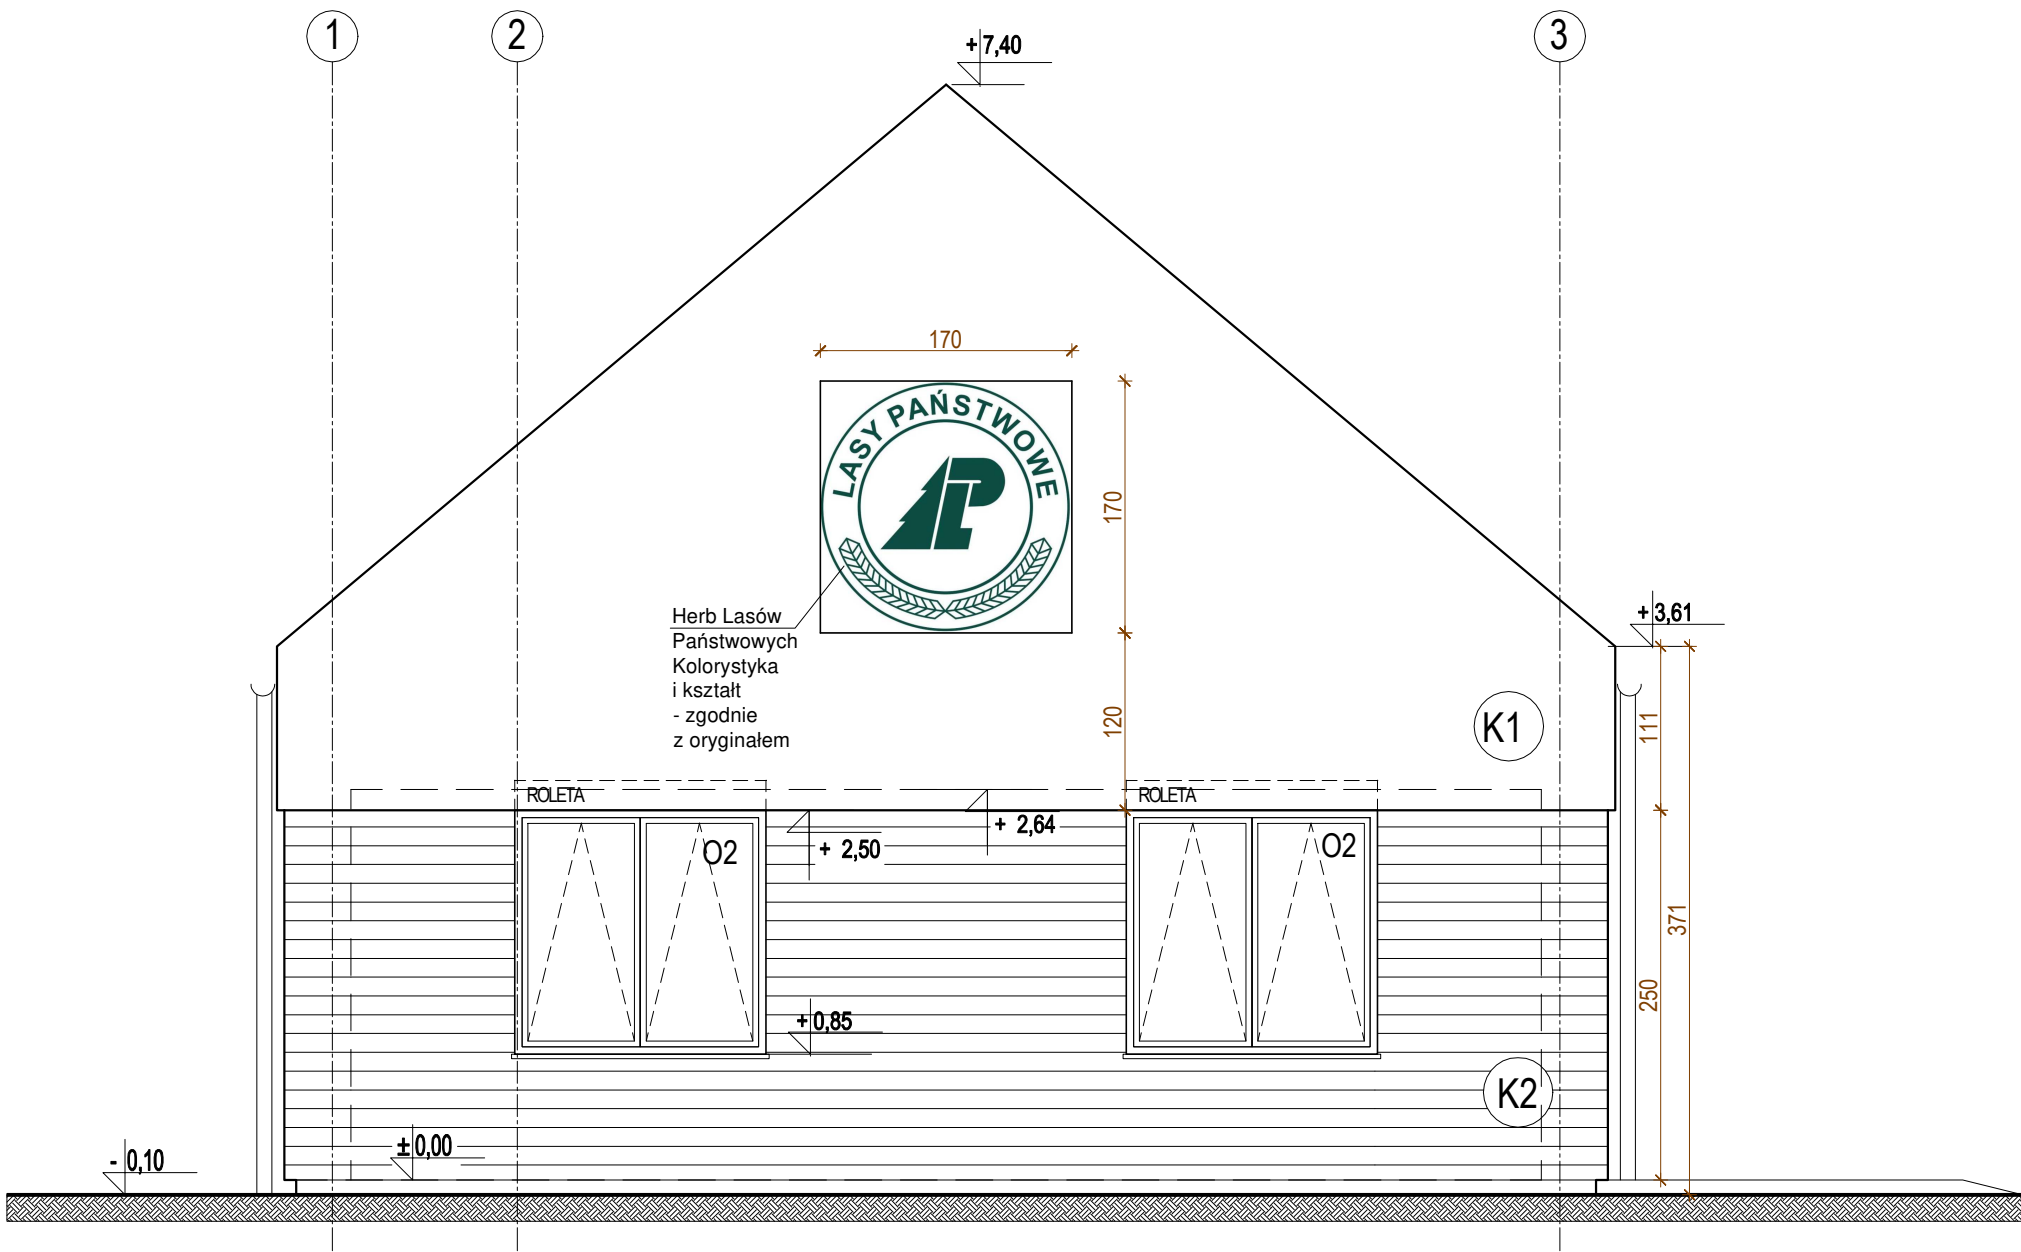 1
2
3
+ 7,40
170
LASY PAŃSTWOWE
170
Herb Lasów
Państwowych
Kolorystyka
i kształt
- zgodnie
z oryginałem
+ 3,61
120
K1
111
ROLETA
ROLETA
+ 2,64
+ 2,50
O2
O2
371
250
+ 0,85
K2
± 0,00
- 0,10